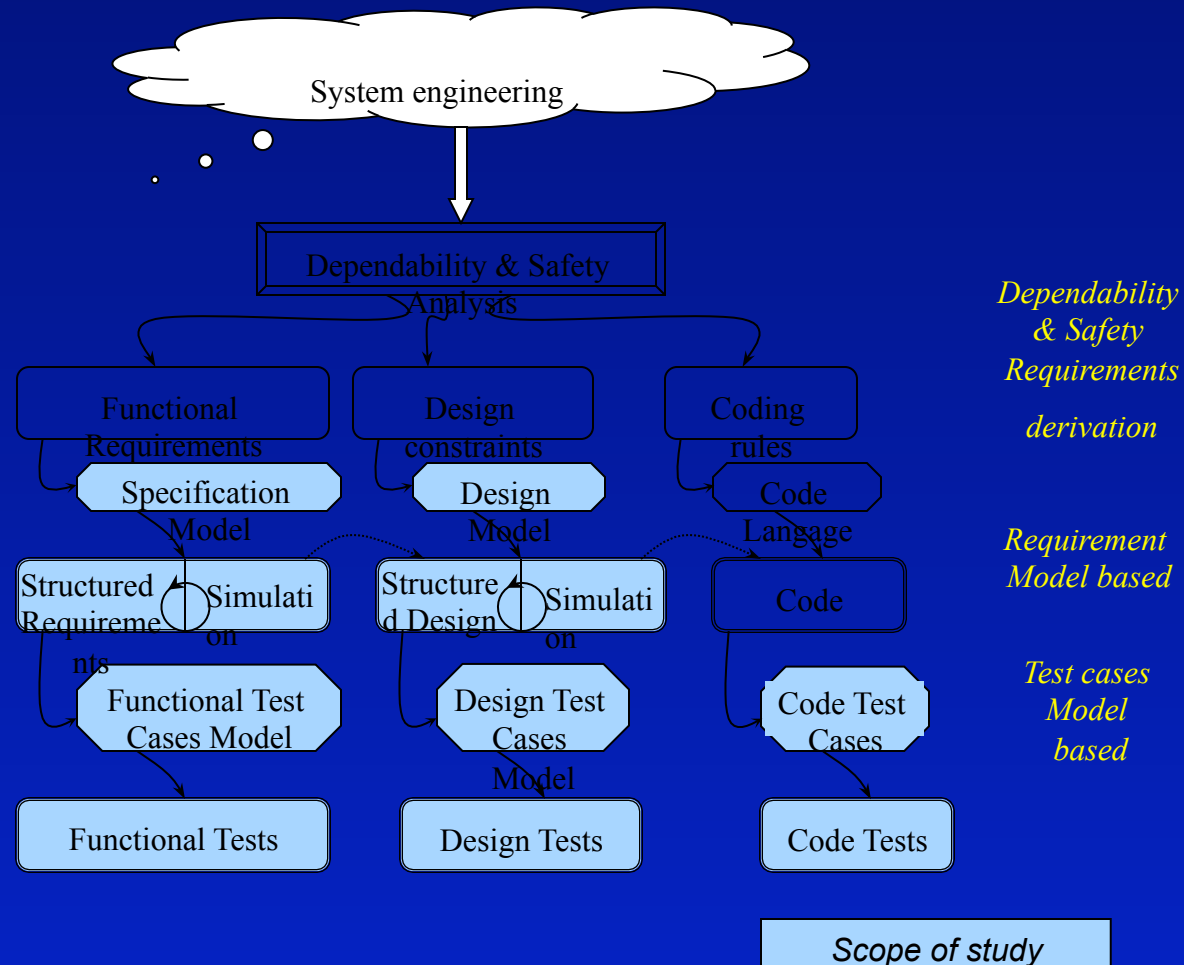 System engineering
Dependability & Safety
Analysis
Dependability
& Safety
Requirements
derivation
Functional
Requirements
Design
constraints
Coding
rules
Specification
Model
Design
Model
Code
Langage
Requirement
Model based
Structured
Requireme
nts
Simulati
on
Structure
d Design
Simulati
on
Code
Test cases
Model
based
Functional Test
Cases Model
Design Test
Cases
Model
Code Test
Cases
Functional Tests
Design Tests
Code Tests
Scope of study